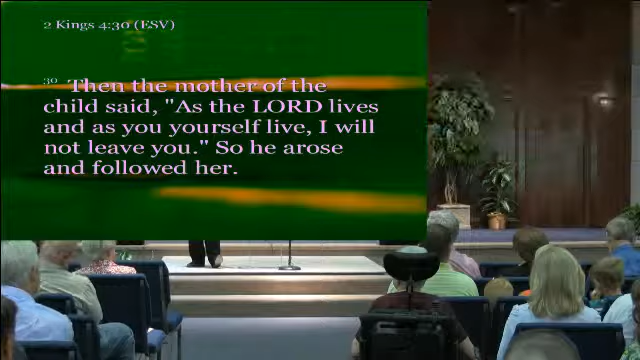 2 Kings 4:30 (ESV)
30 Then the mother of the
child said, "As the LORD lives
and as you yourself live, I will
not leave you." So he arose
and followed her.